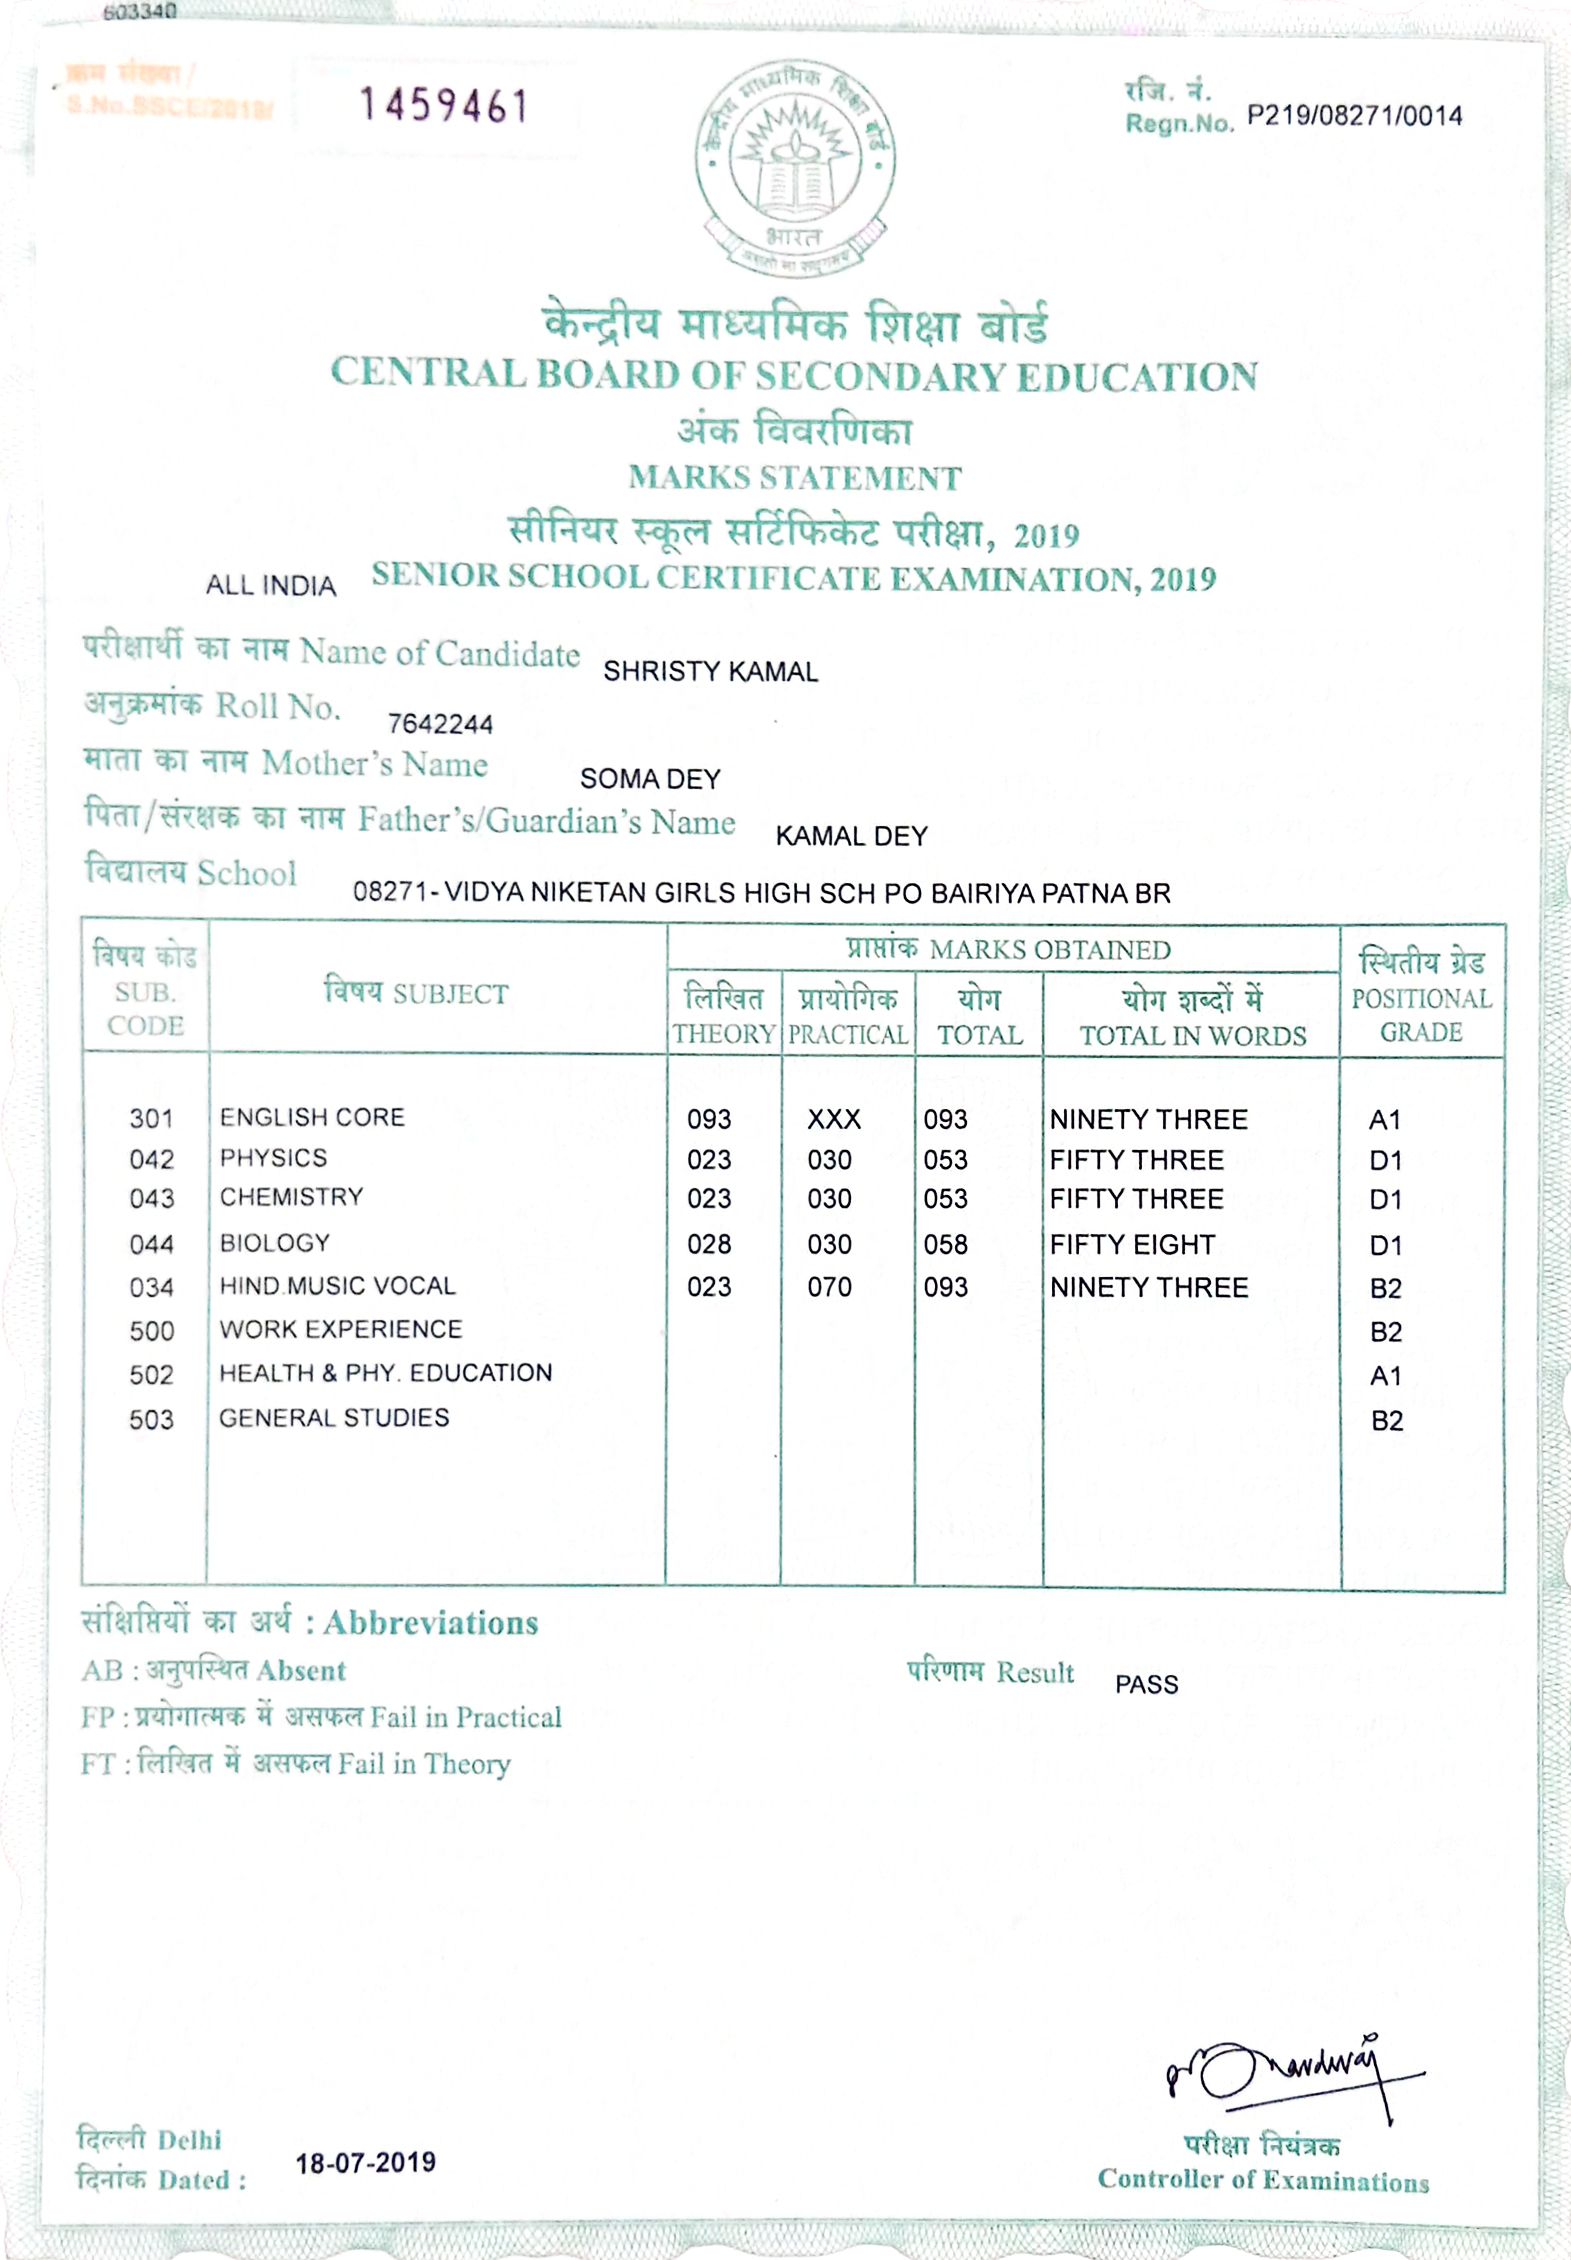 603340
क्रम संख्या/
S.No.SSCE/2019/
1459461
केन्द्रीय माध्यमिक शिक्षा बोर्ड
भारत
असतो मा सद्गमय
रजि. नं.
Regn.No. P219/08271/0014
केन्द्रीय माध्यमिक शिक्षा बोर्ड
CENTRAL BOARD OF SECONDARY EDUCATION
अंक विवरणिका
MARKS STATEMENT
सीनियर स्कूल सर्टिफिकेट परीक्षा, 2019
ALL INDIA SENIOR SCHOOL CERTIFICATE EXAMINATION, 2019
परीक्षार्थी का नाम Name of Candidate SHRISTY KAMAL
अनुक्रमांक Roll No. 7642244
माता का नाम Mother's Name SOMA DEY
पिता/संरक्षक का नाम Father's/Guardian's Name KAMAL DEY
विद्यालय School 08271- VIDYA NIKETAN GIRLS HIGH SCH PO BAIRIYA PATNA BR
विषय कोड SUB. CODE विषय SUBJECT प्राप्तांक MARKS OBTAINED स्थितीय ग्रेड POSITIONAL GRADE
लिखित THEORY प्रायोगिक PRACTICAL योग TOTAL योग शब्दों में TOTAL IN WORDS
301 ENGLISH CORE 093 XXX 093 NINETY THREE A1
042 PHYSICS 023 030 053 FIFTY THREE D1
043 CHEMISTRY 023 030 053 FIFTY THREE D1
044 BIOLOGY 028 030 058 FIFTY EIGHT D1
034 HIND.MUSIC VOCAL 023 070 093 NINETY THREE B2
500 WORK EXPERIENCE B2
502 HEALTH & PHY. EDUCATION A1
503 GENERAL STUDIES B2
संक्षिप्तियों का अर्थ : Abbreviations
AB : अनुपस्थित Absent
परिणाम Result PASS
FP : प्रयोगात्मक में असफल Fail in Practical
FT : लिखित में असफल Fail in Theory
दिल्ली Delhi
दिनांक Dated : 18-07-2019
परीक्षा नियंत्रक
Controller of Examinations